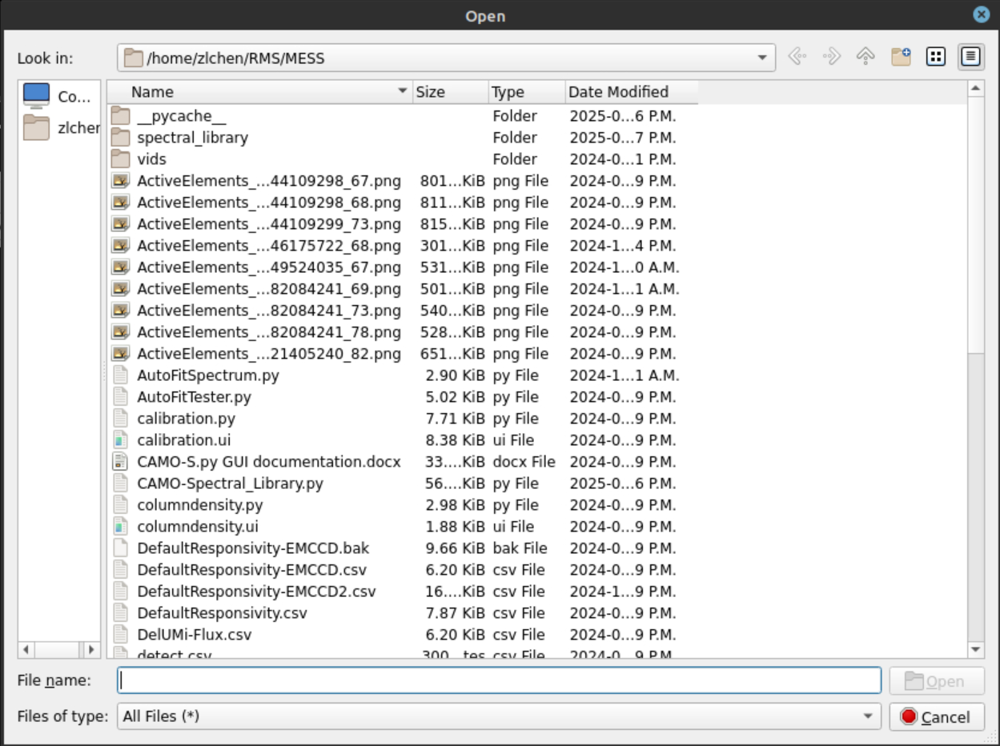 Open
Look in: /home/zlchen/RMS/MESS
Co...
zlchen
Name Size Type Date Modified
__pycache__ Folder 2025-0...6 P.M.
spectral_library Folder 2025-0...7 P.M.
vids Folder 2024-0...1 P.M.
ActiveElements_...44109298_67.png 801...KiB png File 2024-0...9 P.M.
ActiveElements_...44109298_68.png 811...KiB png File 2024-0...9 P.M.
ActiveElements_...44109299_73.png 815...KiB png File 2024-0...9 P.M.
ActiveElements_...46175722_68.png 301...KiB png File 2024-1...4 P.M.
ActiveElements_...49524035_67.png 531...KiB png File 2024-1...0 A.M.
ActiveElements_...82084241_69.png 501...KiB png File 2024-1...1 A.M.
ActiveElements_...82084241_73.png 540...KiB png File 2024-0...9 P.M.
ActiveElements_...82084241_78.png 528...KiB png File 2024-0...9 P.M.
ActiveElements_...21405240_82.png 651...KiB png File 2024-0...9 P.M.
AutoFitSpectrum.py 2.90 KiB py File 2024-1...1 A.M.
AutoFitTester.py 5.02 KiB py File 2024-0...9 P.M.
calibration.py 7.71 KiB py File 2024-0...9 P.M.
calibration.ui 8.38 KiB ui File 2024-0...9 P.M.
CAMO-S.py GUI documentation.docx 33....KiB docx File 2024-0...9 P.M.
CAMO-Spectral_Library.py 56....KiB py File 2025-0...6 P.M.
columndensity.py 2.98 KiB py File 2024-0...9 P.M.
columndensity.ui 1.88 KiB ui File 2024-0...9 P.M.
DefaultResponsivity-EMCCD.bak 9.66 KiB bak File 2024-0...9 P.M.
DefaultResponsivity-EMCCD.csv 6.20 KiB csv File 2024-0...9 P.M.
DefaultResponsivity-EMCCD2.csv 16....KiB csv File 2024-1...9 P.M.
DefaultResponsivity.csv 7.87 KiB csv File 2024-0...9 P.M.
DelUMi-Flux.csv 6.20 KiB csv File 2024-0...9 P.M.
detect.csv 300...tes csv File 2024-0...9 P.M.
File name: Open
Files of type: All Files (*) Cancel